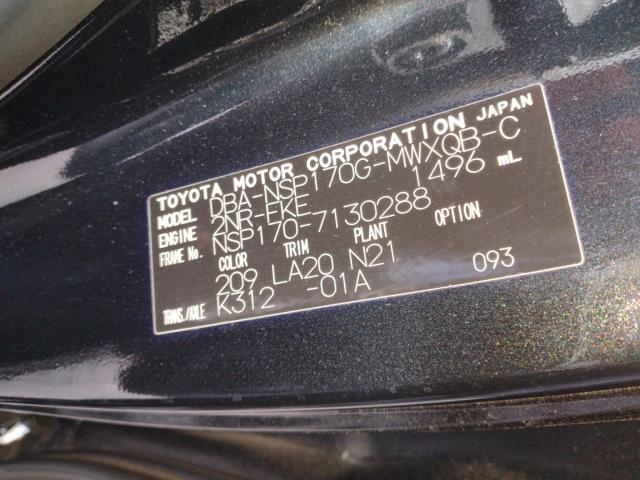 TOYOTA MOTOR CORPORATION JAPAN
MODEL DBA-NSP170G-MWXQB-C
ENGINE 2NR-FKE 1496 mL
FRAME No. NSP170-7130288
COLOR TRIM PLANT OPTION
209 LA20 N21 093
TRANS./AXLE K312 -01A